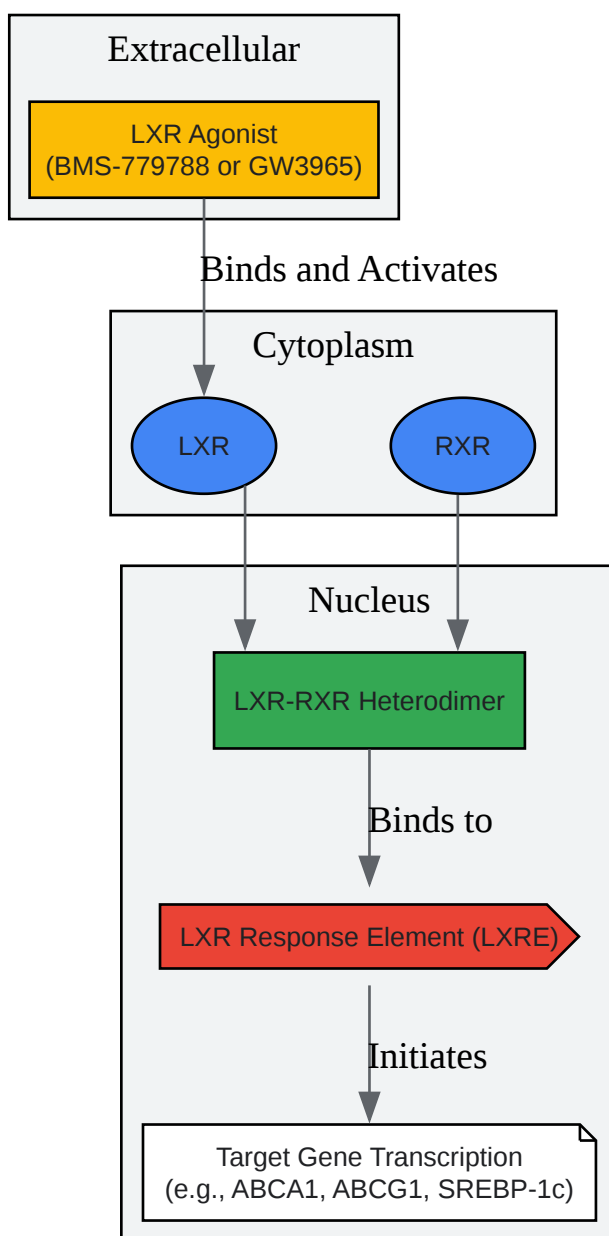 Extracellular
LXR Agonist
(BMS-779788 or GW3965)
Binds and Activates
Cytoplasm
LXR
RXR
Nucleus
LXR-RXR Heterodimer
Binds to
LXR Response Element (LXRE)
Initiates
Target Gene Transcription
(e.g., ABCA1, ABCG1, SREBP-1c)